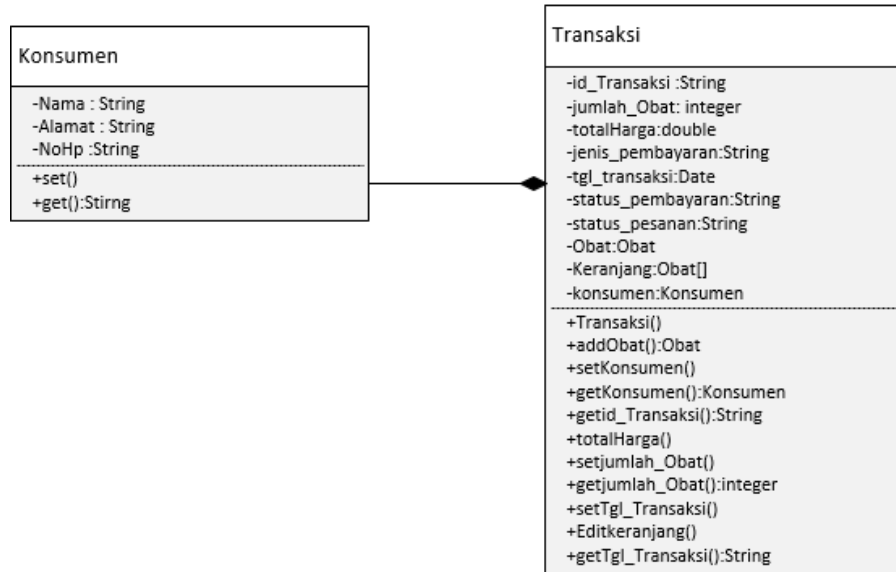 Konsumen
-Nama : String
-Alamat : String
-NoHp :String
+set()
+get():Stirng
Transaksi
-id_Transaksi :String
-jumlah_Obat: integer
-totalHarga:double
-jenis_pembayaran:String
-tgl_transaksi:Date
-status_pembayaran:String
-status_pesanan:String
-Obat:Obat
-Keranjang:Obat[]
-konsumen:Konsumen
+Transaksi()
+addObat():Obat
+setKonsumen()
+getKonsumen():Konsumen
+getid_Transaksi():String
+totalHarga()
+setjumlah_Obat()
+getjumlah_Obat():integer
+setTgl_Transaksi()
+Editkeranjang()
+getTgl_Transaksi():String